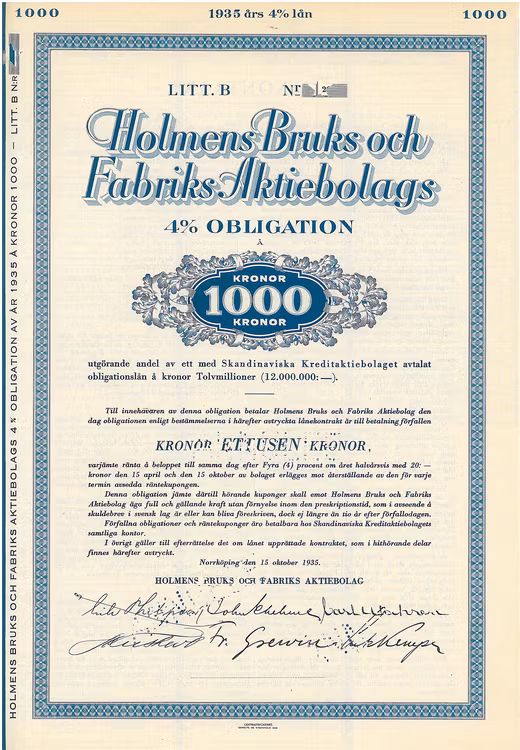 1000 1935 års 4% lån 1000
LITT. B Nr
Holmens Bruks och
Fabriks Aktiebolags
4% OBLIGATION
À
KRONOR
1000
KRONOR
utgörande andel av ett med Skandinaviska Kreditaktiebolaget avtalat
obligationslån å kronor Tolvmillioner (12.000.000:—).
Till innehavaren av denna obligation betalar Holmens Bruks och Fabriks Aktiebolag den
dag obligationen enligt bestämmelserna i härefter avtryckta lånekontrakt är till betalning förfallen
KRONOR ETTUSEN KRONOR,
varjämte ränta å beloppet till samma dag efter Fyra (4) procent om året halvårsvis med 20: —
kronor den 15 april och den 15 oktober av bolaget erlägges mot återställande av den för varje
termin avsedda räntekupongen.
Denna obligation jämte därtill hörande kuponger skall emot Holmens Bruks och Fabriks
Aktiebolag äga full och gällande kraft utan förnyelse inom den preskriptionstid, som i avseende å
skuldebrev i svensk lag är eller kan bliva föreskriven, dock ej längre än tio år efter förfallodagen.
Förfallna obligationer och räntekuponger äro betalbara hos Skandinaviska Kreditaktiebolagets
samtliga kontor.
I övrigt gäller till efterrättelse det om lånet upprättade kontraktet, som i hithörande delar
finnes härefter avtryckt.
Norrköping den 15 oktober 1935.
HOLMENS BRUKS OCH FABRIKS AKTIEBOLAG
HOLMENS BRUKS OCH FABRIKS AKTIEBOLAGS 4% OBLIGATION AV ÅR 1935 À KRONOR 1000 — LITT. B N:R